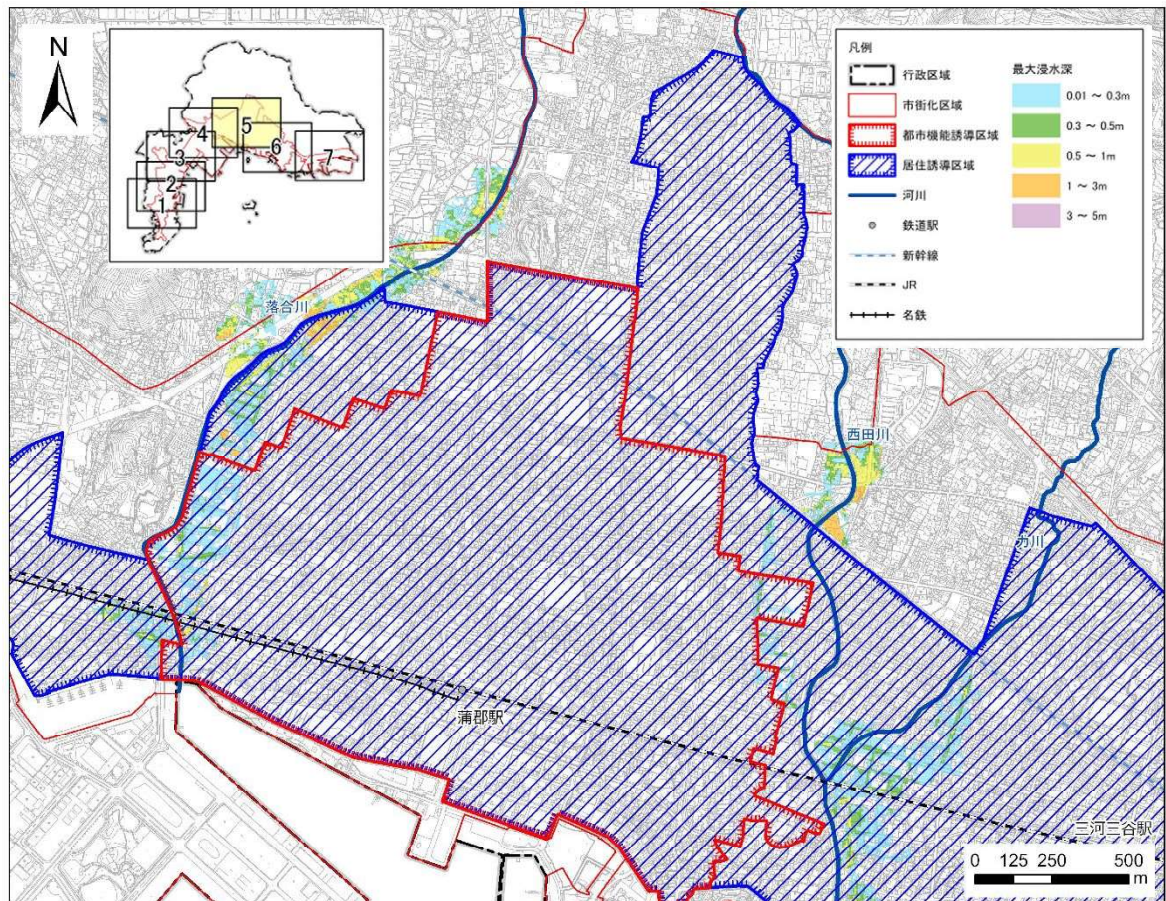 N
4
5
6
7
3
2
1
凡例
行政区域
市街化区域
都市機能誘導区域
居住誘導区域
河川
鉄道駅
新幹線
JR
名鉄
最大浸水深
0.01 ～ 0.3m
0.3 ～ 0.5m
0.5 ～ 1m
1 ～ 3m
3 ～ 5m
落合川
西田川
力川
蒲郡駅
三河三谷駅
0 125 250 500
m